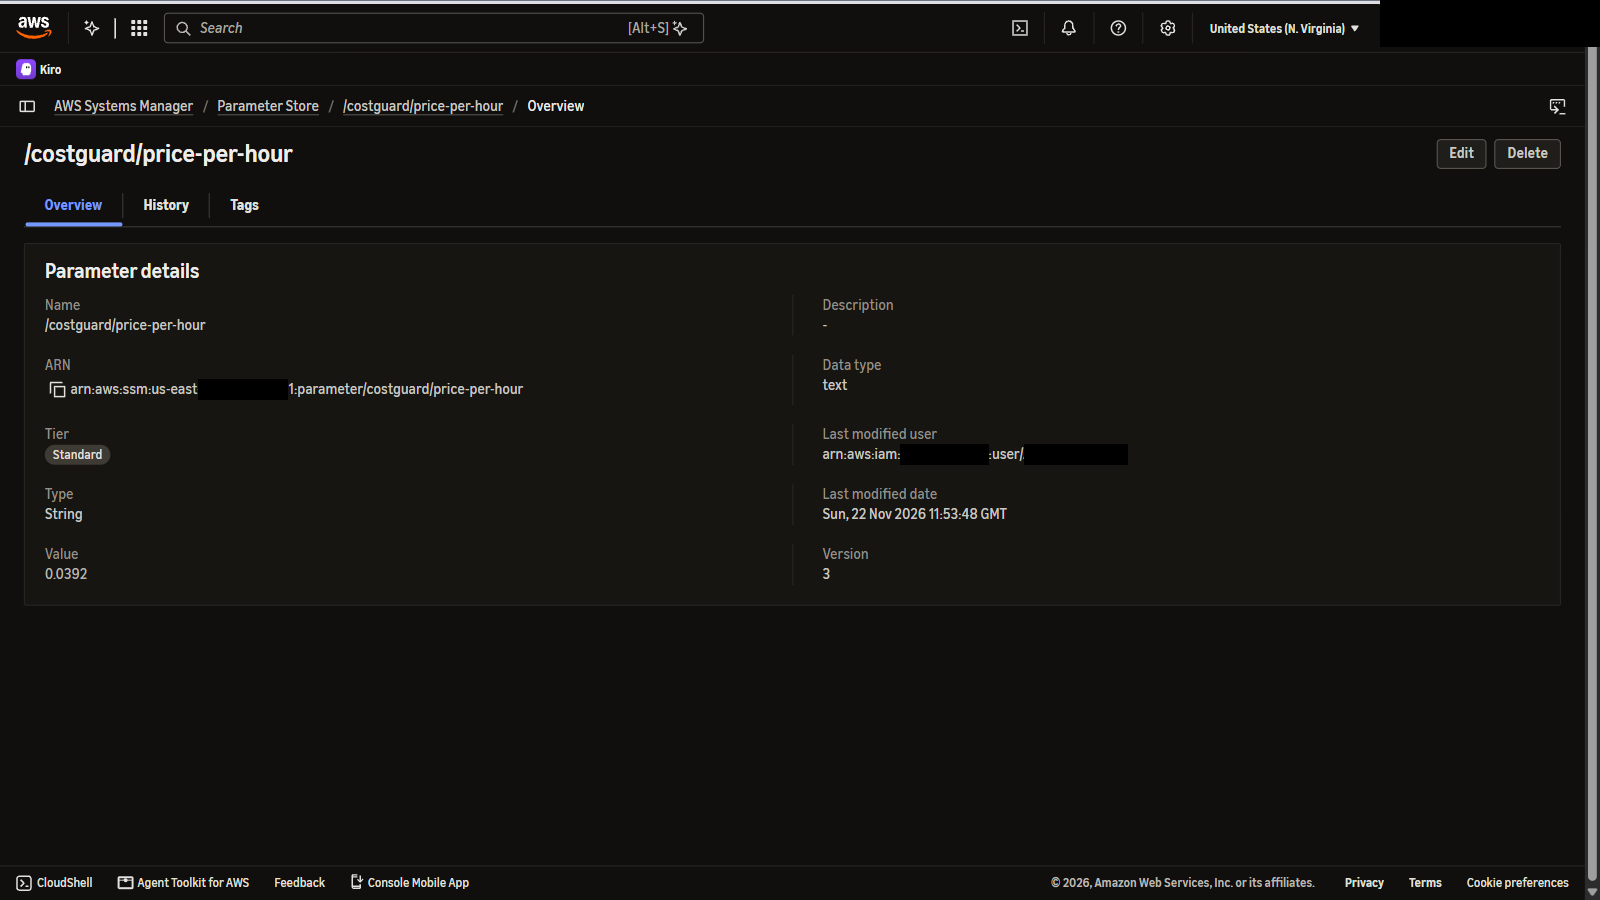 aws
Search [Alt+S]
United States (N. Virginia)
Kiro
AWS Systems Manager / Parameter Store / /costguard/price-per-hour / Overview
/costguard/price-per-hour
Edit Delete
Overview History Tags
Parameter details
Name
/costguard/price-per-hour
Description
-
ARN
arn:aws:ssm:us-east 1:parameter/costguard/price-per-hour
Data type
text
Tier
Standard
Last modified user
arn:aws:iam: :user/
Type
String
Last modified date
Sun, 22 Nov 2026 11:53:48 GMT
Value
0.0392
Version
3
CloudShell Agent Toolkit for AWS Feedback Console Mobile App © 2026, Amazon Web Services, Inc. or its affiliates. Privacy Terms Cookie preferences